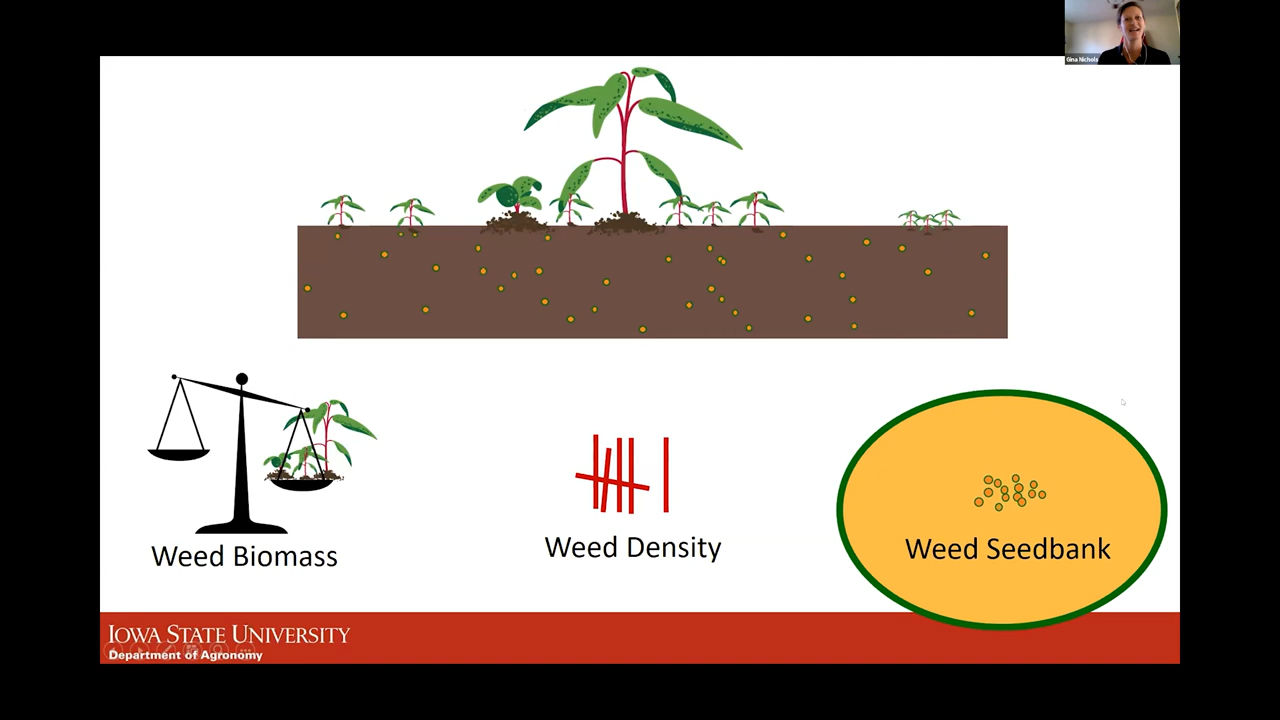 Gina Nichols
Weed Biomass
Weed Density
Weed Seedbank
IOWA STATE UNIVERSITY
Department of Agronomy